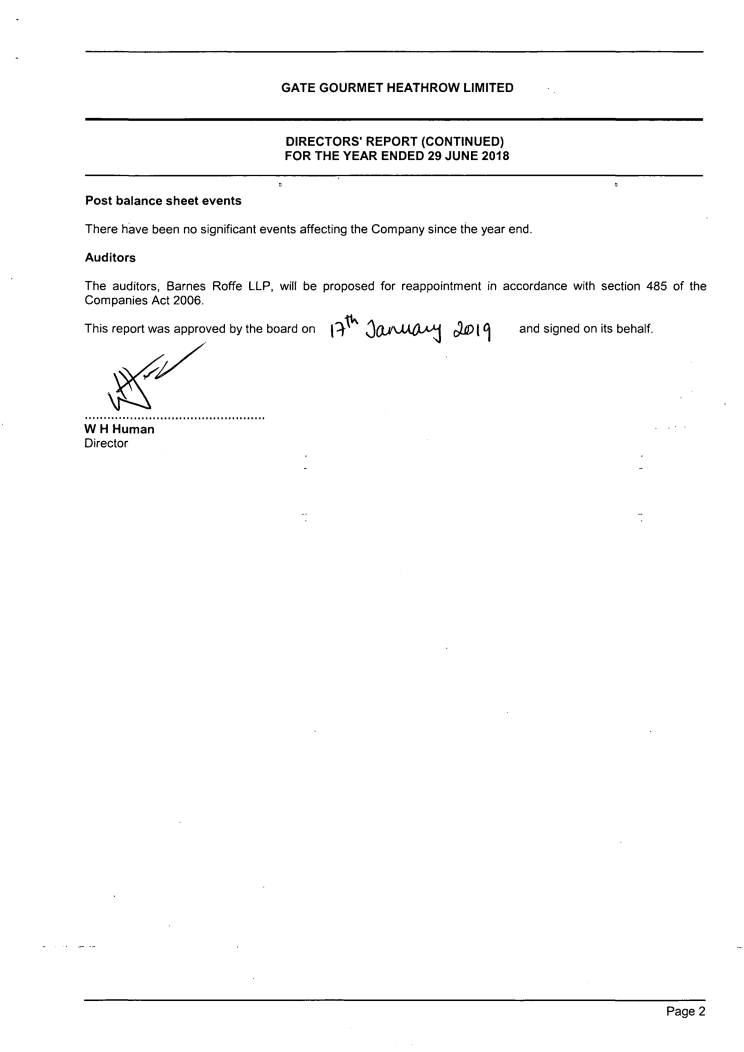 GATE GOURMET HEATHROW LIMITED
DIRECTORS' REPORT (CONTINUED)
FOR THE YEAR ENDED 29 JUNE 2018
Post balance sheet events
There have been no significant events affecting the Company since the year end.
Auditors
The auditors, Barnes Roffe LLP, will be proposed for reappointment in accordance with section 485 of the
Companies Act 2006.
This report was approved by the board on 17th January 2019 and signed on its behalf.
W H Human
Director
Page 2